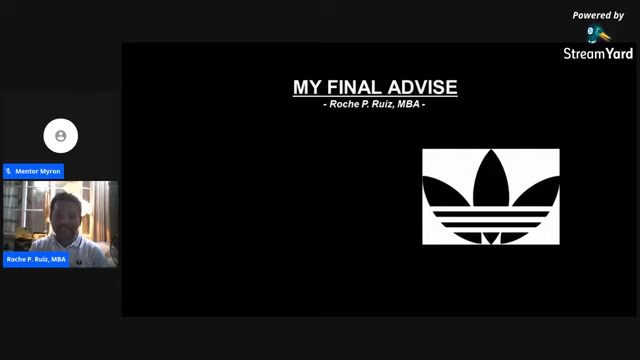 Powered by
StreamYard
MY FINAL ADVISE
- Roche P. Ruiz, MBA -
Mentor Myron
Roche P. Ruiz, MBA